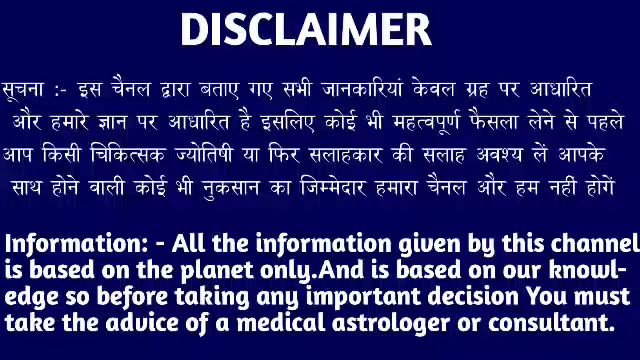 DISCLAIMER
सूचना :- इस चैनल द्वारा बताए गए सभी जानकारियां केवल ग्रह पर आधारित
और हमारे ज्ञान पर आधारित है इसलिए कोई भी महत्वपूर्ण फैसला लेने से पहले
आप किसी चिकित्सक ज्योतिषी या फिर सलाहकार की सलाह अवश्य लें आपके
साथ होने वाली कोई भी नुकसान का जिम्मेदार हमारा चैनल और हम नहीं होगें
Information: - All the information given by this channel
is based on the planet only.And is based on our knowl-
edge so before taking any important decision You must
take the advice of a medical astrologer or consultant.